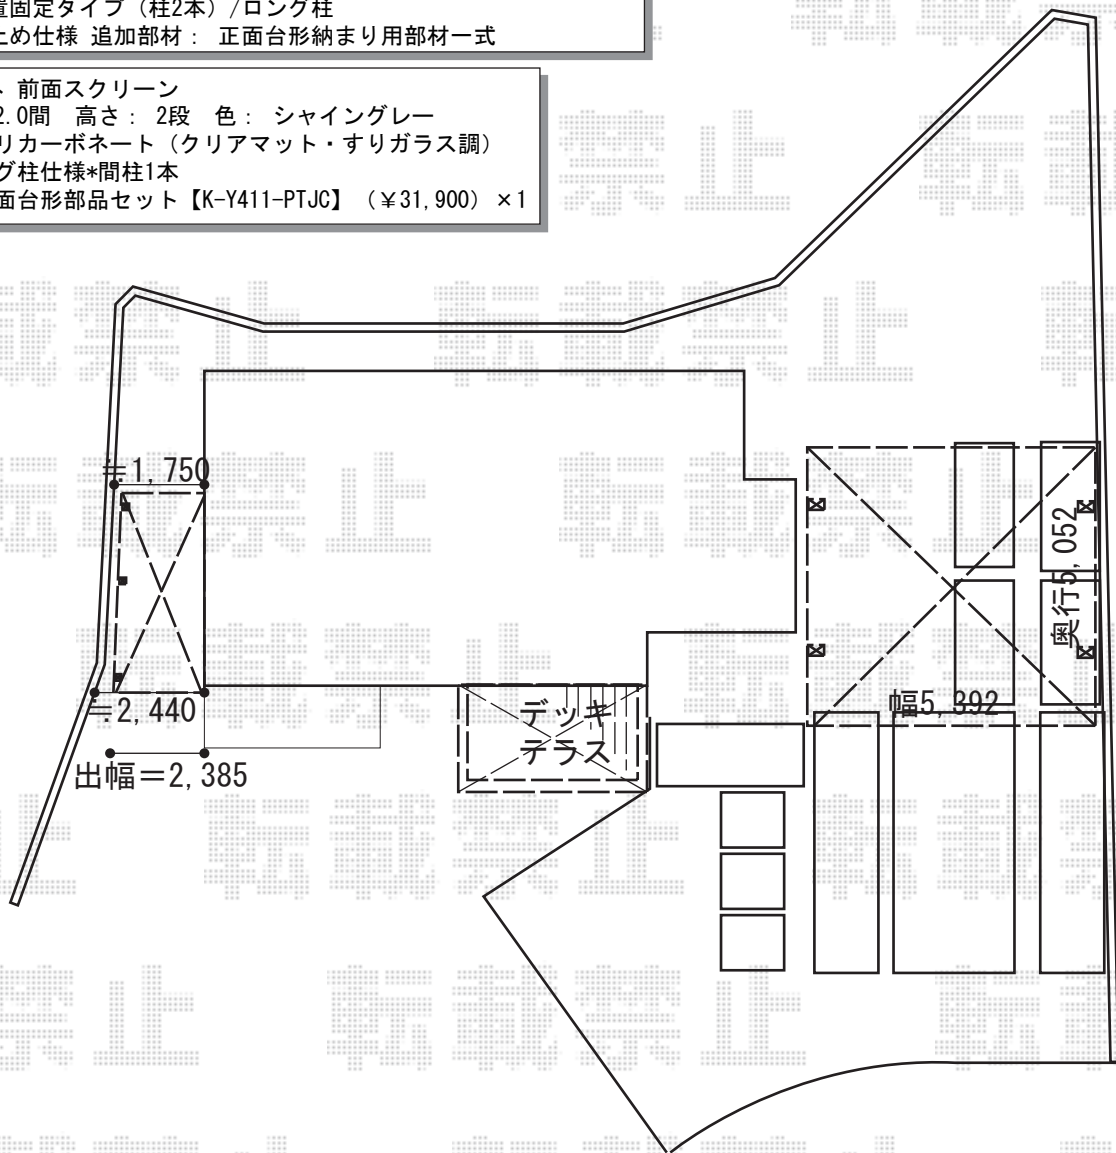 置固定タイプ（柱2本）/ロング柱
止め仕様 追加部材： 正面台形納まり用部材一式
前面スクリーン
2.0間 高さ： 2段 色： シャイングレー
リカーボネート（クリアマット・すりガラス調）
グ柱仕様*間柱1本
面台形部品セット【K-Y411-PTJC】（￥31,900）×1
転載禁止
≒1,750
奥行5,052
≒2,440
デッキ
テラス
幅5,392
出幅＝2,385